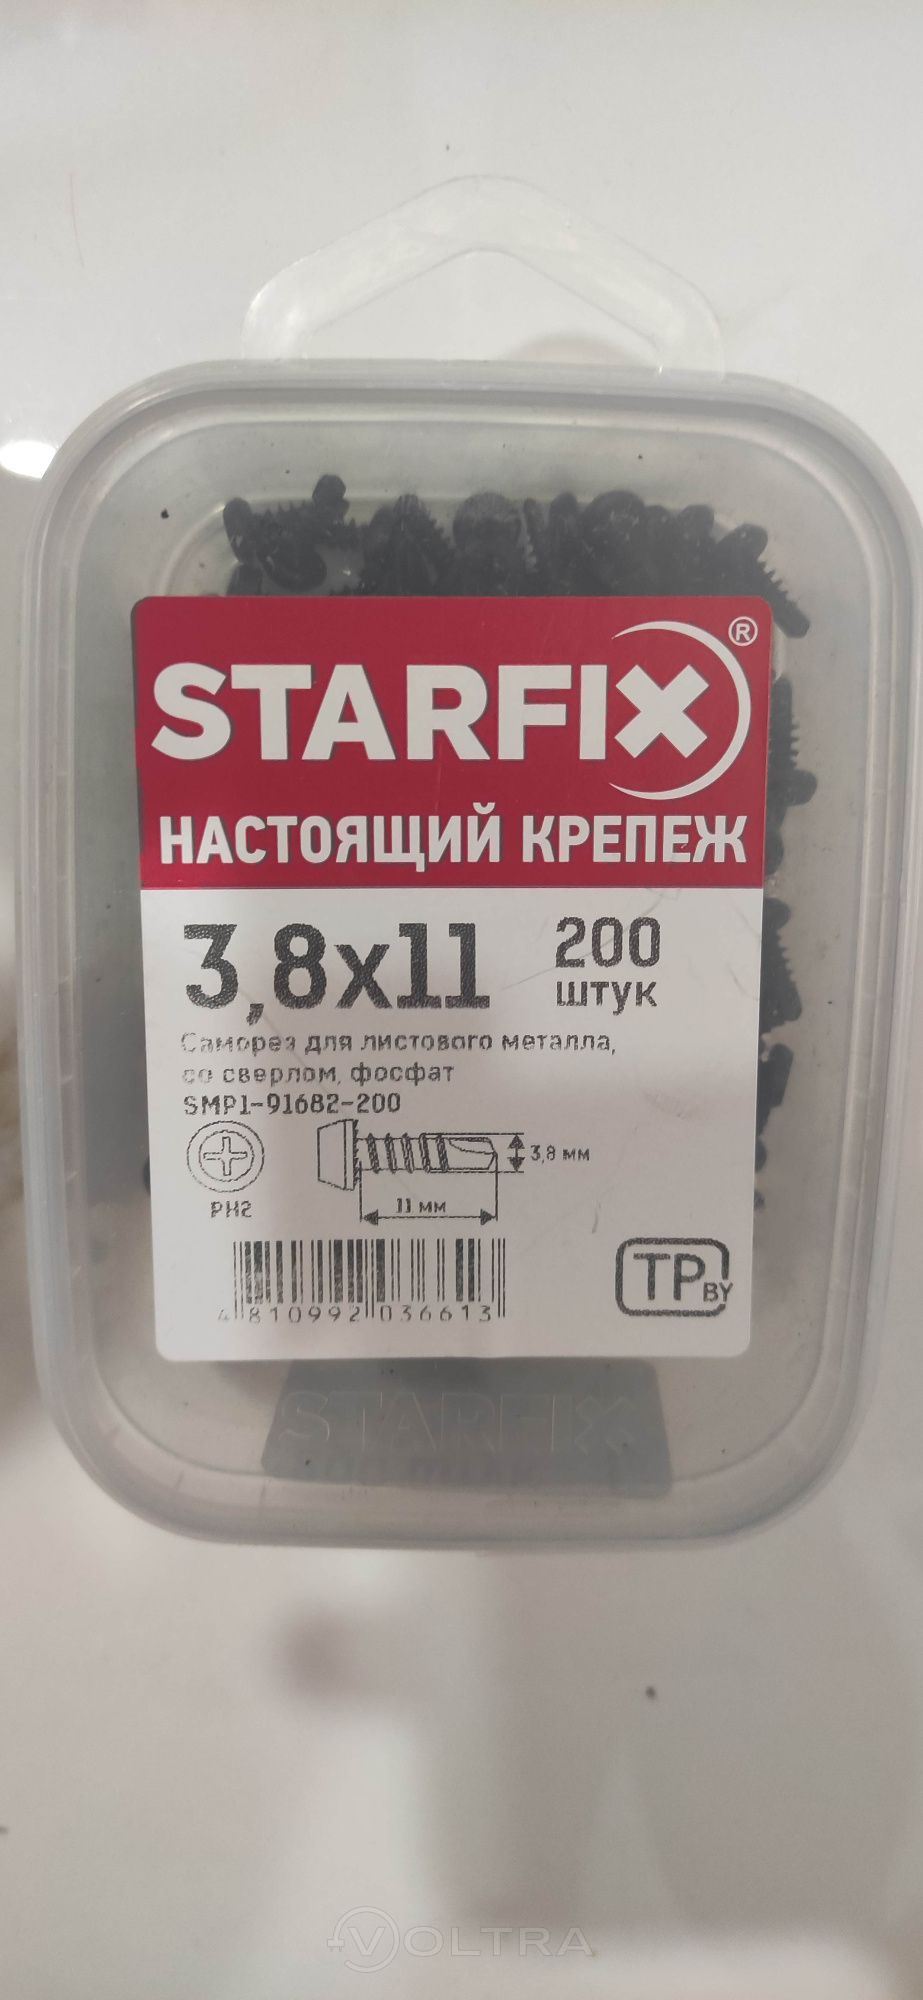 STARFIX®
НАСТОЯЩИЙ КРЕПЕЖ
3,8x11
200
штук
Саморез для листового металла,
со сверлом, фосфат
SMP1-91682-200
3,8 мм
PH2
11 мм
4 810992 036613
TP BY
STARFIX
VOLTRA